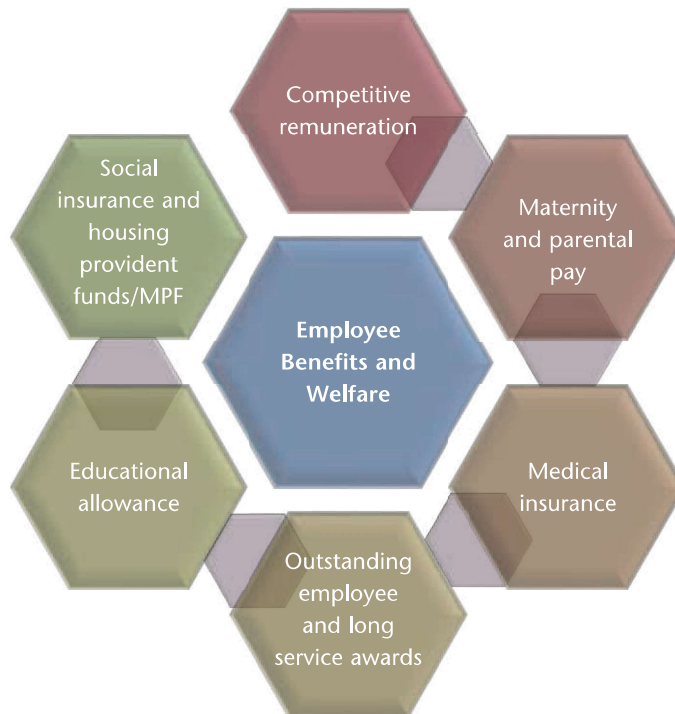 Competitive
remuneration
Maternity
and parental
pay
Medical
insurance
Outstanding
employee
and long
service awards
Educational
allowance
Social
insurance and
housing
provident
funds/MPF
Employee
Benefits and
Welfare